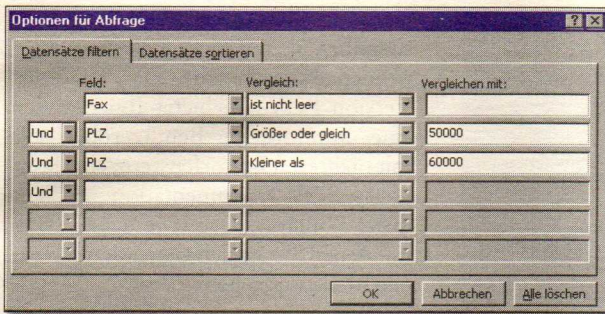 Optionen für Abfrage
Datensätze filtern Datensätze sortieren
Feld: Vergleich: Vergleichen mit:
Fax ist nicht leer
Und PLZ Größer oder gleich 50000
Und PLZ Kleiner als 60000
Und
OK Abbrechen Alle löschen